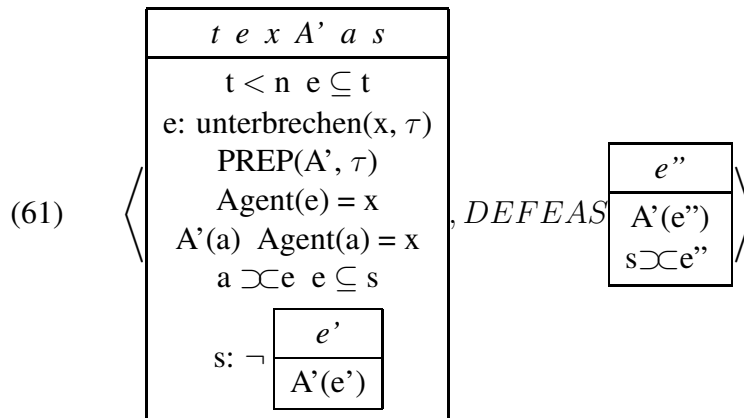 (61)
t e x A’ a s
t < n e ⊆ t
e: unterbrechen(x, τ)
PREP(A’, τ)
Agent(e) = x
A’(a) Agent(a) = x
a ⊃⊂ e e ⊆ s
s: ¬
e’
A’(e’)
, DEFEAS
e”
A’(e”)
s⊃⊂e”